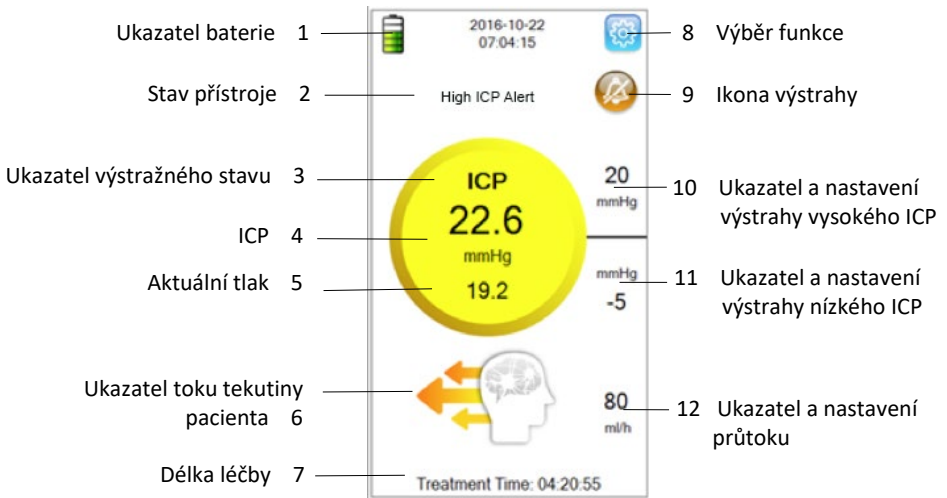 Ukazatel baterie 1
2016-10-22
07:04:15
8 Výběr funkce
Stav přístroje 2
High ICP Alert
9 Ikona výstrahy
Ukazatel výstražného stavu 3
ICP
22.6
mmHg
19.2
ICP 4
Aktuální tlak 5
20
mmHg
10 Ukazatel a nastavení
výstrahy vysokého ICP
mmHg
-5
11 Ukazatel a nastavení
výstrahy nízkého ICP
Ukazatel toku tekutiny
pacienta 6
80
ml/h
12 Ukazatel a nastavení
průtoku
Délka léčby 7
Treatment Time: 04:20:55